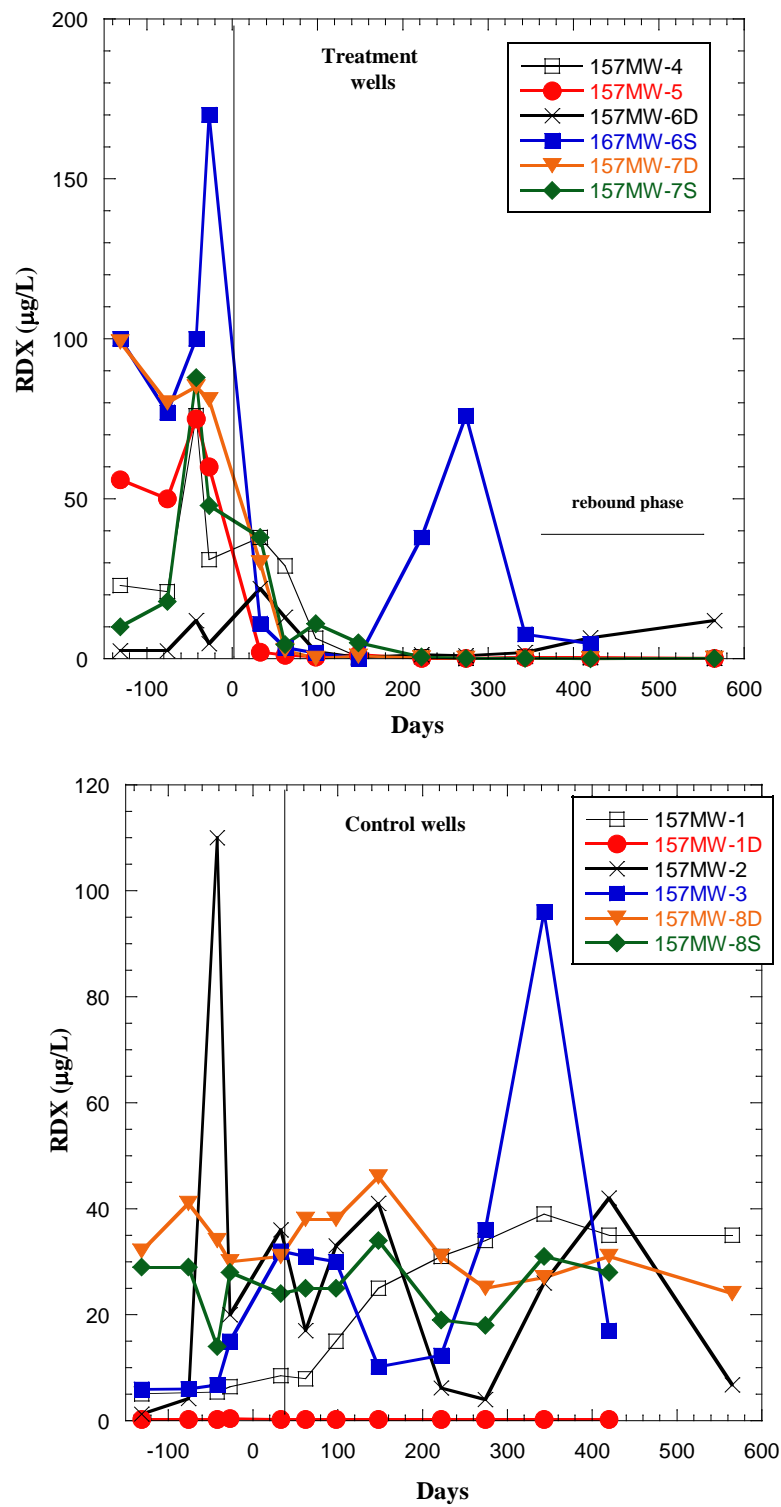 200
150
100
50
0
RDX (µg/L)
Treatment
wells
157MW-4
157MW-5
157MW-6D
167MW-6S
157MW-7D
157MW-7S
rebound phase
-100 0 100 200 300 400 500 600
Days
120
100
80
60
40
20
0
RDX (µg/L)
Control wells
157MW-1
157MW-1D
157MW-2
157MW-3
157MW-8D
157MW-8S
-100 0 100 200 300 400 500 600
Days